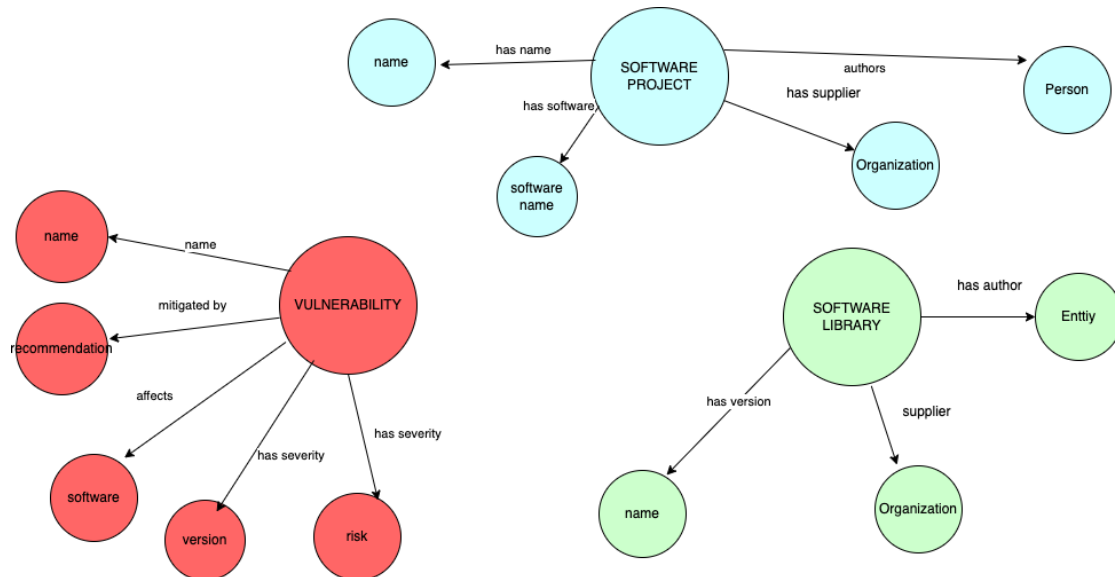 has name
name
SOFTWARE
PROJECT
authors
Person
has supplier
has software
Organization
software
name
name
name
mitigated by
VULNERABILITY
recommendation
affects
has severity
has severity
software
version
risk
SOFTWARE
LIBRARY
has author
Enttiy
has version
supplier
name
Organization